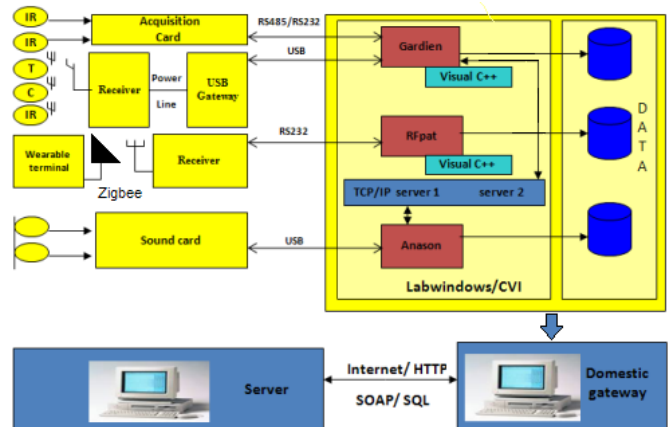 IR
Acquisition
Card
RS485/RS232
IR
Gardien
USB
T
Visual C++
Receiver
Power
Line
USB
Gateway
C
IR
RFpat
RS232
Wearable
terminal
Receiver
Visual C++
Zigbee
TCP/IP server 1 server 2
Sound card
USB
Anason
Labwindows/CVI
D
A
T
A
Server
Internet/ HTTP
SOAP/ SQL
Domestic
gateway